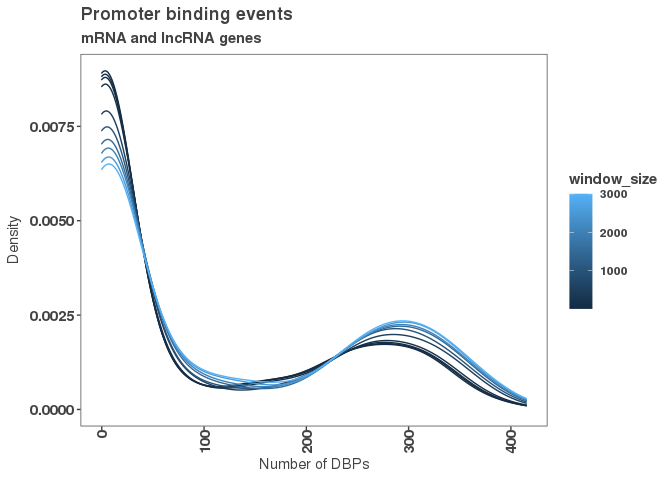 Promoter binding events
mRNA and lncRNA genes
Density
0.0075
0.0050
0.0025
0.0000
0
100
200
300
400
Number of DBPs
window_size
3000
2000
1000